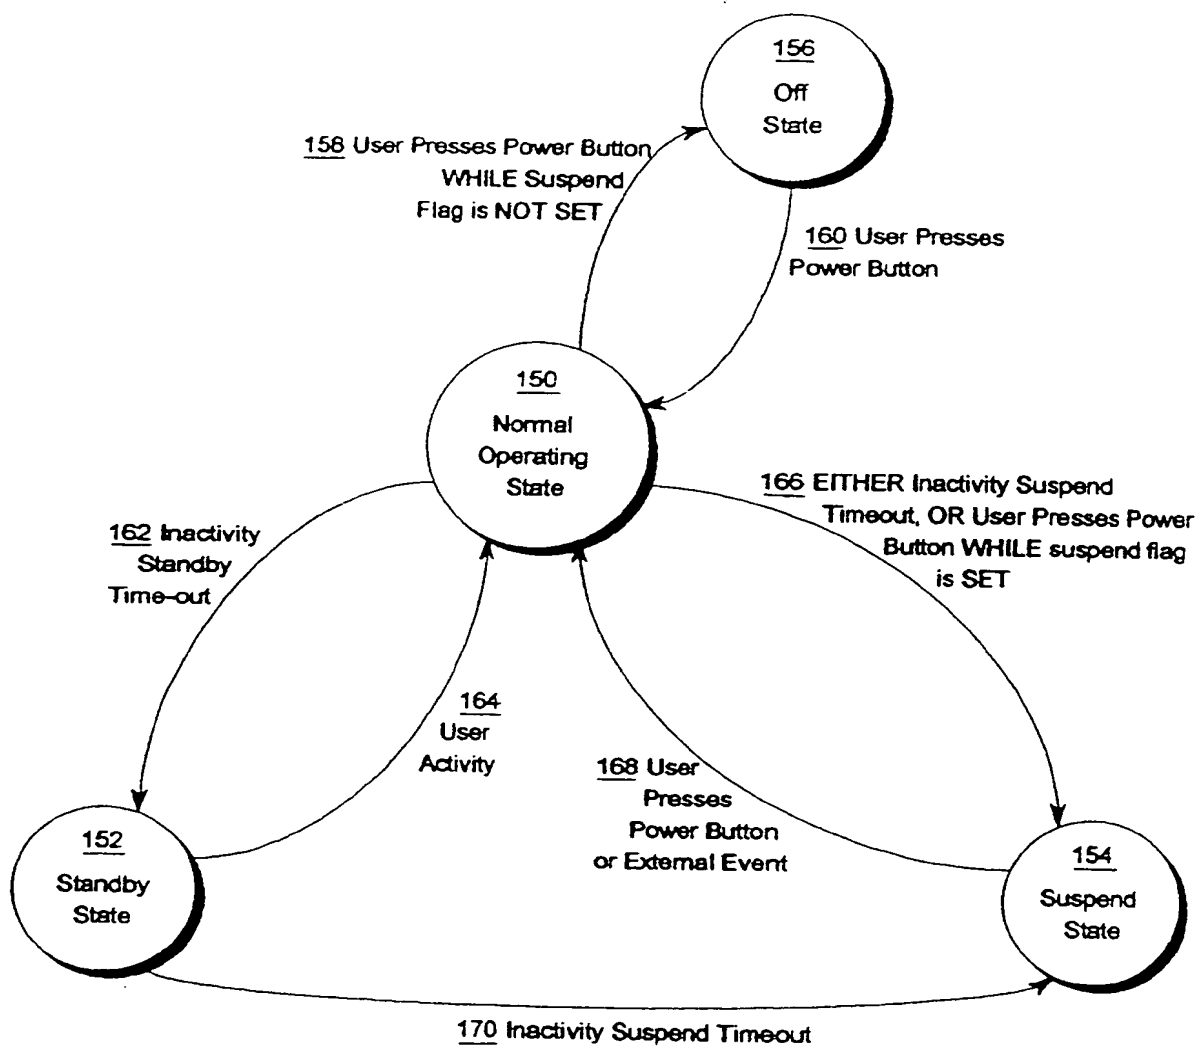 156
Off
State
158 User Presses Power Button
WHILE Suspend
Flag is NOT SET
160 User Presses
Power Button
150
Normal
Operating
State
166 EITHER Inactivity Suspend
Timeout, OR User Presses Power
Button WHILE suspend flag
is SET
162 Inactivity
Standby
Time-out
164
User
Activity
168 User
Presses
Power Button
or External Event
152
Standby
State
154
Suspend
State
170 Inactivity Suspend Timeout